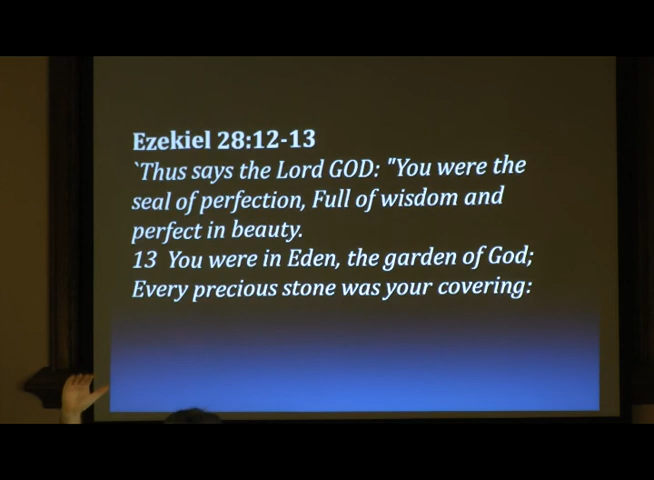 Ezekiel 28:12-13
`Thus says the Lord GOD: "You were the
seal of perfection, Full of wisdom and
perfect in beauty.
13 You were in Eden, the garden of God;
Every precious stone was your covering: